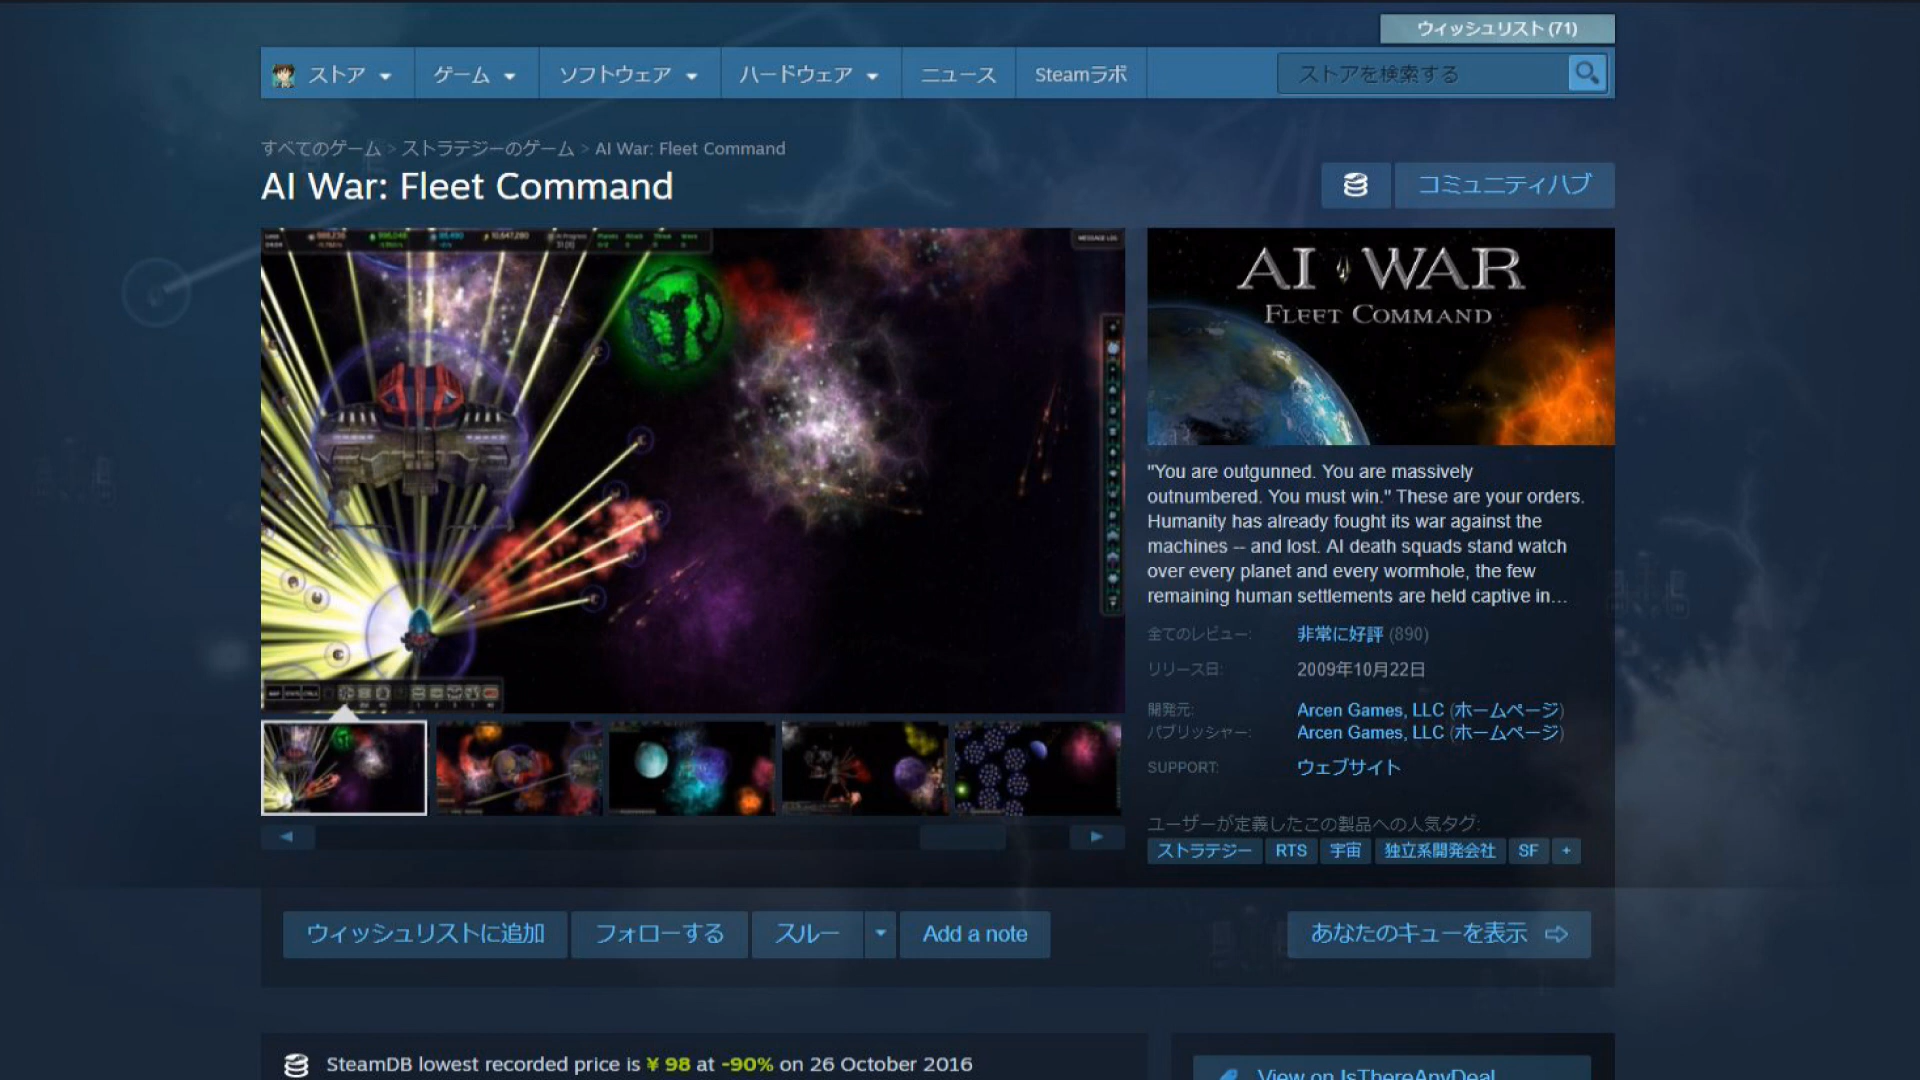 ウィッシュリスト (71)
ストア
ゲーム
ソフトウェア
ハードウェア
ニュース
Steamラボ
ストアを検索する
すべてのゲーム > ストラテジーのゲーム > AI War: Fleet Command
AI War: Fleet Command
コミュニティハブ
MESSAGE LOG
AI WAR
FLEET COMMAND
"You are outgunned. You are massively
outnumbered. You must win." These are your orders.
Humanity has already fought its war against the
machines -- and lost. AI death squads stand watch
over every planet and every wormhole, the few
remaining human settlements are held captive in...
全てのレビュー: 非常に好評 (890)
リリース日: 2009年10月22日
開発元: Arcen Games, LLC (ホームページ)
パブリッシャー: Arcen Games, LLC (ホームページ)
SUPPORT: ウェブサイト
ユーザーが定義したこの製品への人気タグ:
ストラテジー RTS 宇宙 独立系開発会社 SF +
ウィッシュリストに追加
フォローする
スルー
Add a note
あなたのキューを表示
SteamDB lowest recorded price is ¥ 98 at -90% on 26 October 2016
View on IsThereAnyDeal